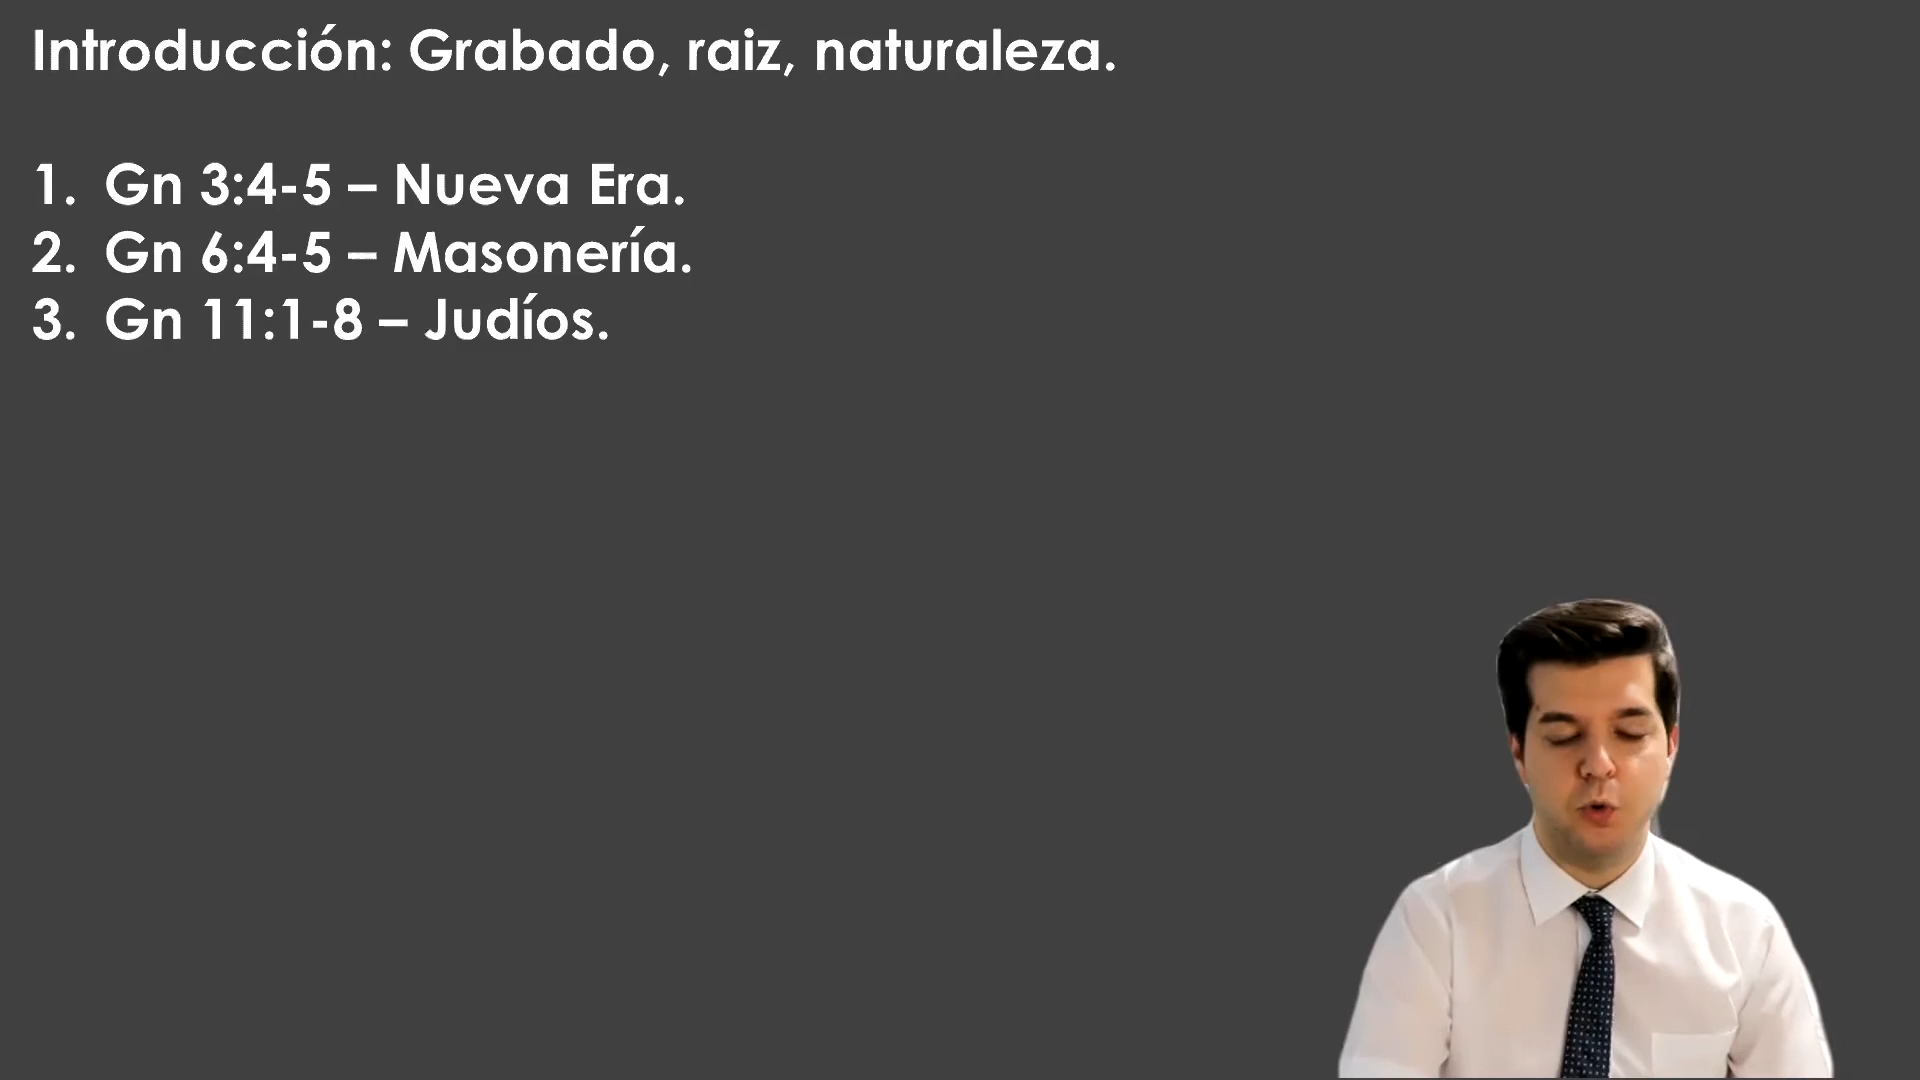 Introducción: Grabado, raiz, naturaleza.
1. Gn 3:4-5 – Nueva Era.
2. Gn 6:4-5 – Masonería.
3. Gn 11:1-8 – Judíos.